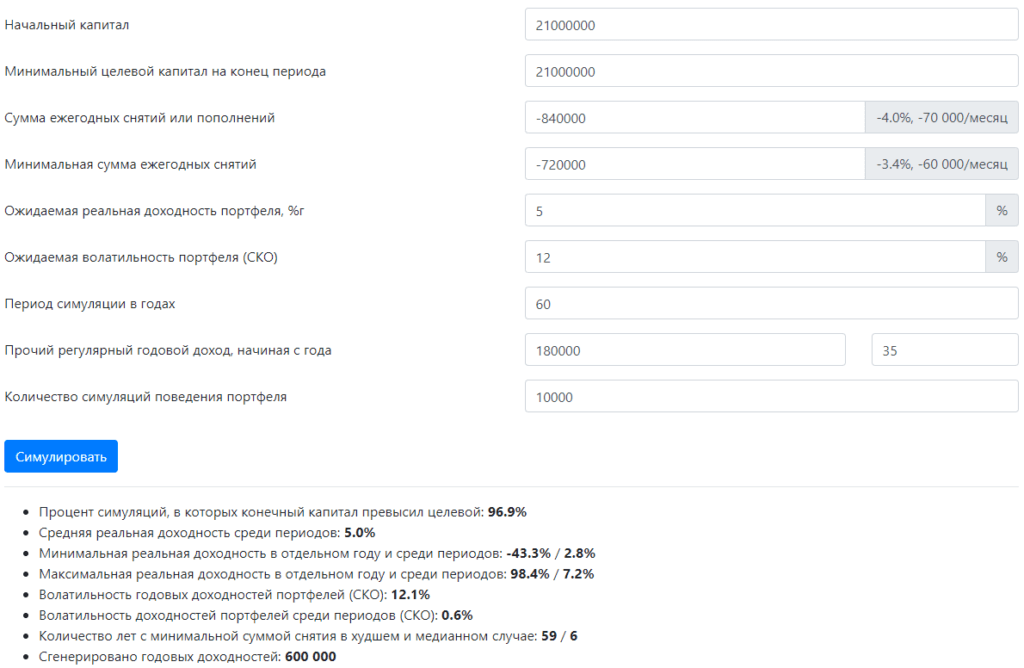 Начальный капитал 21000000
Минимальный целевой капитал на конец периода 21000000
Сумма ежегодных снятий или пополнений -840000 -4.0%, -70 000/месяц
Минимальная сумма ежегодных снятий -720000 -3.4%, -60 000/месяц
Ожидаемая реальная доходность портфеля, %г 5 %
Ожидаемая волатильность портфеля (СКО) 12 %
Период симуляции в годах 60
Прочий регулярный годовой доход, начиная с года 180000 35
Количество симуляций поведения портфеля 10000
Симулировать
• Процент симуляций, в которых конечный капитал превысил целевой: 96.9%
• Средняя реальная доходность среди периодов: 5.0%
• Минимальная реальная доходность в отдельном году и среди периодов: -43.3% / 2.8%
• Максимальная реальная доходность в отдельном году и среди периодов: 98.4% / 7.2%
• Волатильность годовых доходностей портфелей (СКО): 12.1%
• Волатильность доходностей портфелей среди периодов (СКО): 0.6%
• Количество лет с минимальной суммой снятия в худшем и медианном случае: 59 / 6
• Сгенерировано годовых доходностей: 600 000